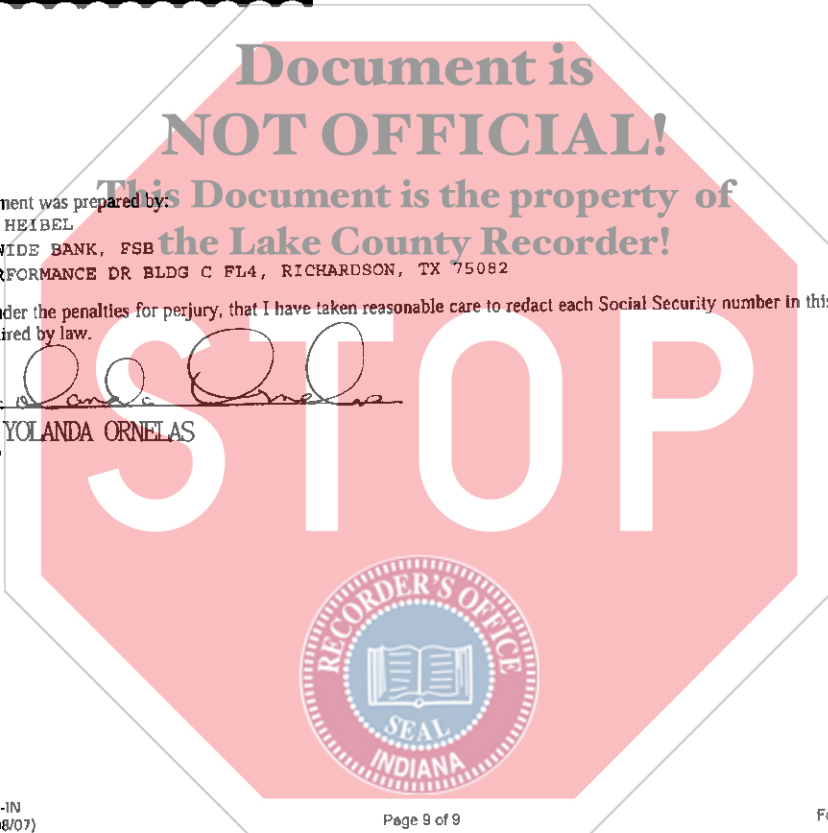 Document is
NOT OFFICIAL!
This Document is the property of
the Lake County Recorder!
ment was prepared by:
HEIBEL
WIDE BANK, FSB
RFORMANCE DR BLDG C FL4, RICHARDSON, TX 75082
der the penalties for perjury, that I have taken reasonable care to redact each Social Security number in this
ired by law.
YOLANDA ORNELAS
STOP
RECORDER'S OFFICE
SEAL
INDIANA
-IN
08/07)
Page 9 of 9
Fo